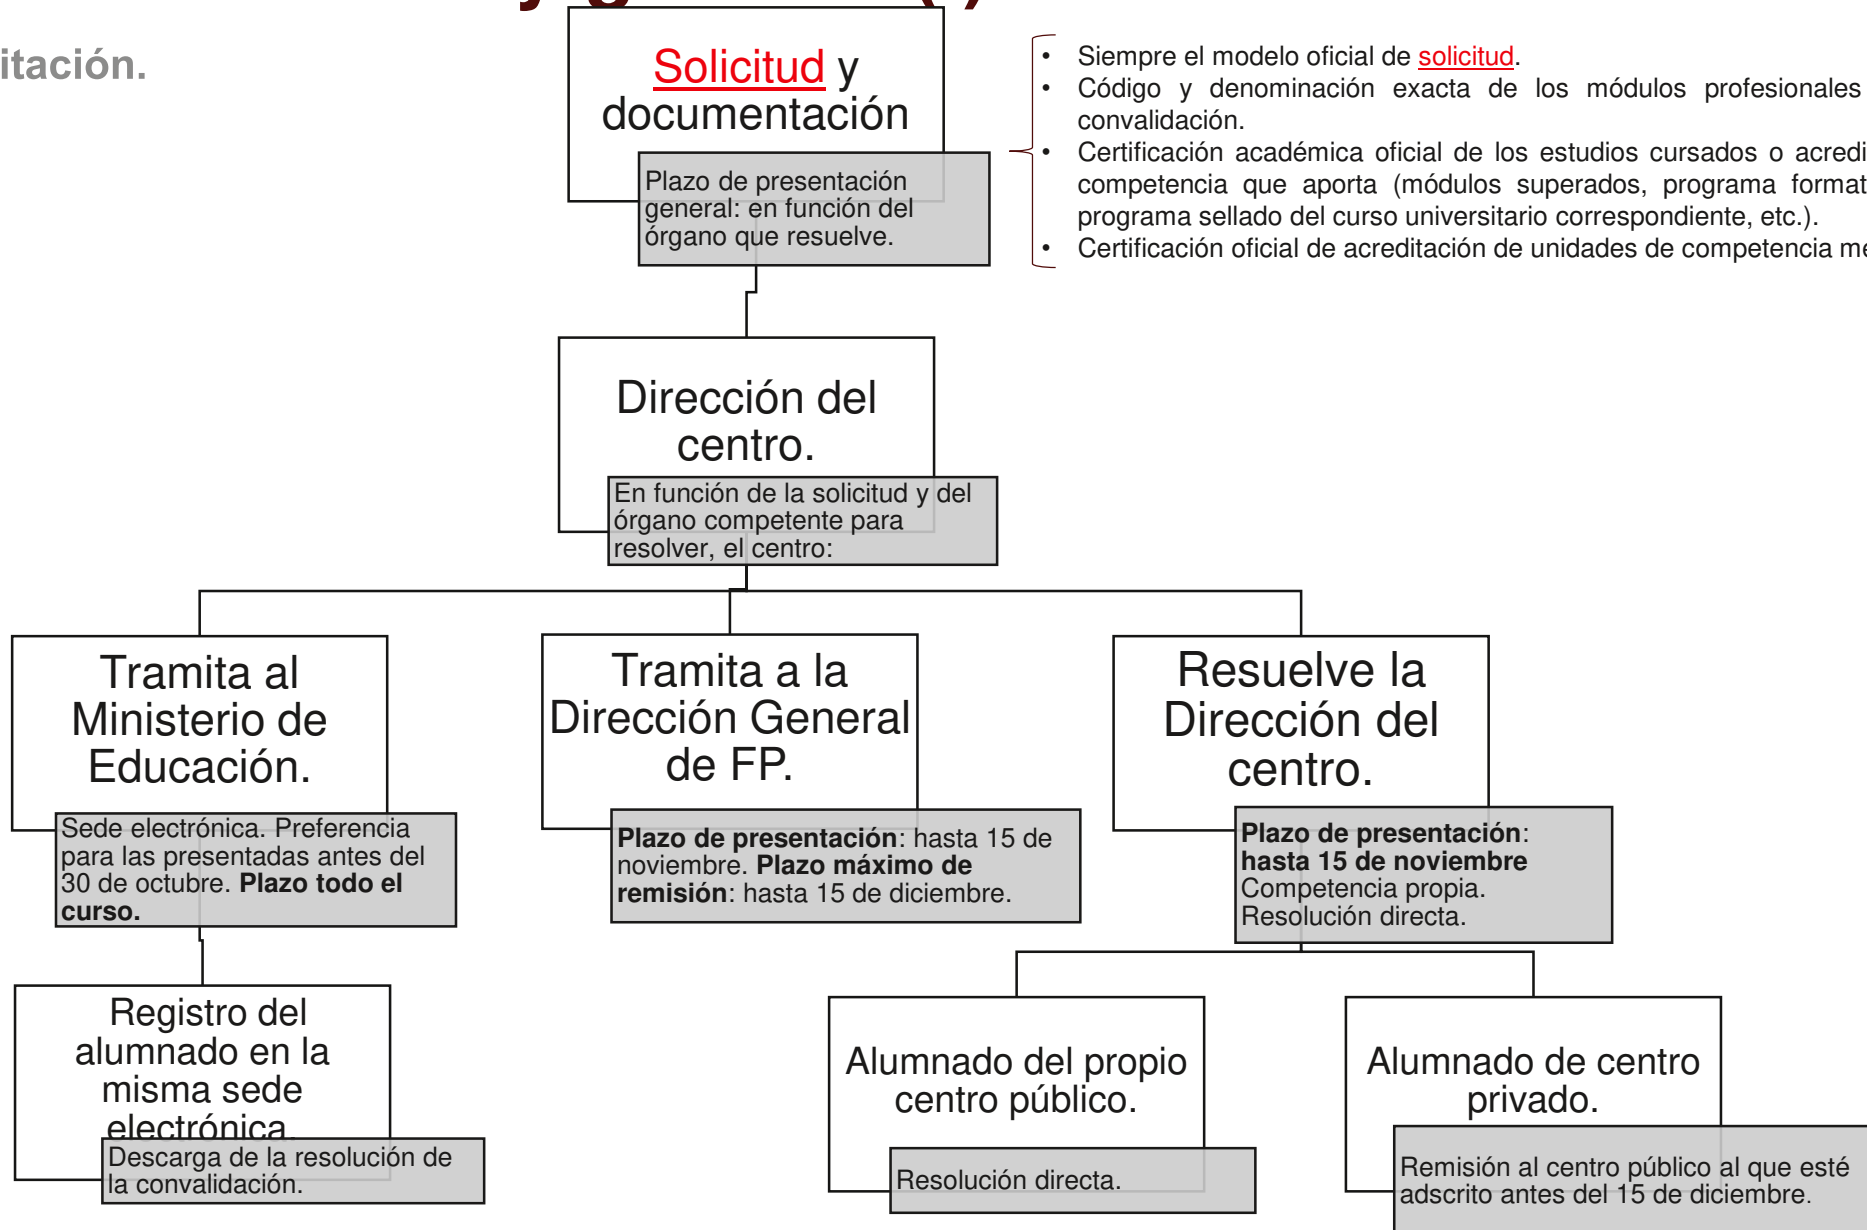 Solicitud y
documentación
Plazo de presentación
general: en función del
órgano que resuelve.
• Siempre el modelo oficial de solicitud.
• Código y denominación exacta de los módulos profesionales
convalidación.
• Certificación académica oficial de los estudios cursados o acredi
competencia que aporta (módulos superados, programa format
programa sellado del curso universitario correspondiente, etc.).
• Certificación oficial de acreditación de unidades de competencia me
itación.
Dirección del
centro.
En función de la solicitud y del
órgano competente para
resolver, el centro:
Tramita al
Ministerio de
Educación.
Sede electrónica. Preferencia
para las presentadas antes del
30 de octubre. Plazo todo el
curso.
Tramita a la
Dirección General
de FP.
Plazo de presentación: hasta 15 de
noviembre. Plazo máximo de
remisión: hasta 15 de diciembre.
Resuelve la
Dirección del
centro.
Plazo de presentación:
hasta 15 de noviembre
Competencia propia.
Resolución directa.
Registro del
alumnado en la
misma sede
electrónica.
Descarga de la resolución de
la convalidación.
Alumnado del propio
centro público.
Resolución directa.
Alumnado de centro
privado.
Remisión al centro público al que esté
adscrito antes del 15 de diciembre.